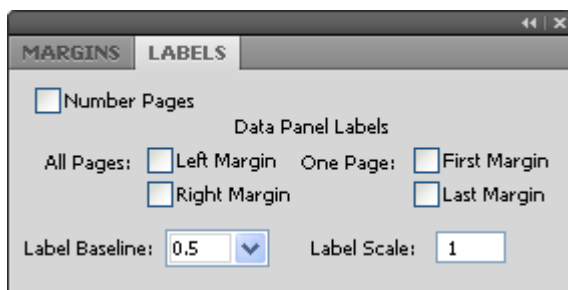 MARGINS LABELS
Number Pages
Data Panel Labels
All Pages: Left Margin One Page: First Margin
Right Margin Last Margin
Label Baseline: 0.5 Label Scale: 1